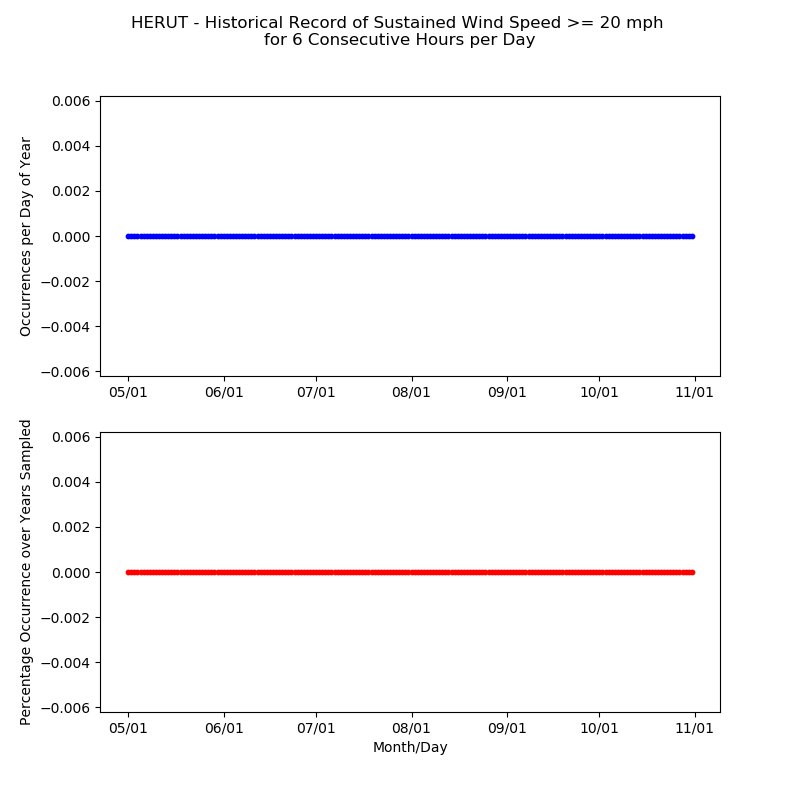 HERUT - Historical Record of Sustained Wind Speed >= 20 mph
for 6 Consecutive Hours per Day
Occurrences per Day of Year
0.006
0.004
0.002
0.000
−0.002
−0.004
−0.006
05/01 06/01 07/01 08/01 09/01 10/01 11/01
Percentage Occurrence over Years Sampled
0.006
0.004
0.002
0.000
−0.002
−0.004
−0.006
05/01 06/01 07/01 08/01 09/01 10/01 11/01
Month/Day